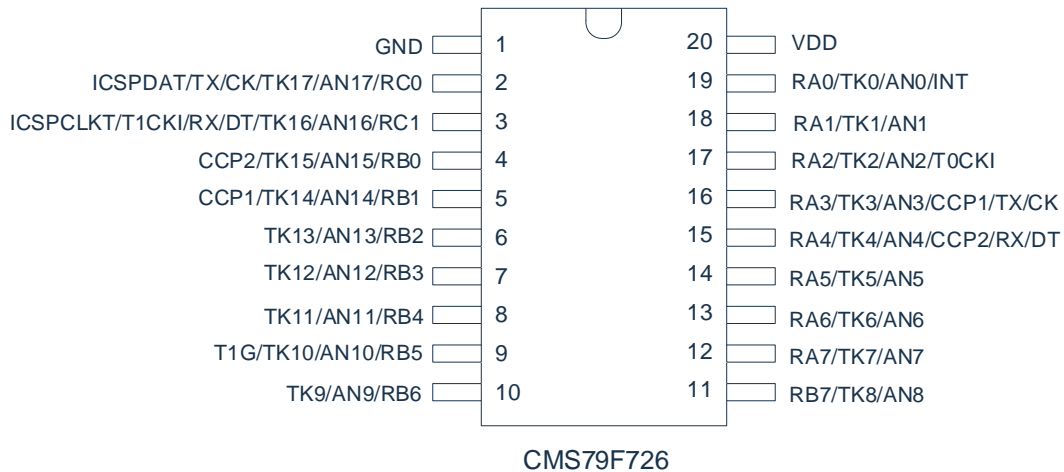 GND 1 20 VDD
ICSPDAT/TX/CK/TK17/AN17/RC0 2 19 RA0/TK0/AN0/INT
ICSPCLKT/T1CKI/RX/DT/TK16/AN16/RC1 3 18 RA1/TK1/AN1
CCP2/TK15/AN15/RB0 4 17 RA2/TK2/AN2/T0CKI
CCP1/TK14/AN14/RB1 5 16 RA3/TK3/AN3/CCP1/TX/CK
TK13/AN13/RB2 6 15 RA4/TK4/AN4/CCP2/RX/DT
TK12/AN12/RB3 7 14 RA5/TK5/AN5
TK11/AN11/RB4 8 13 RA6/TK6/AN6
T1G/TK10/AN10/RB5 9 12 RA7/TK7/AN7
TK9/AN9/RB6 10 11 RB7/TK8/AN8
CMS79F726